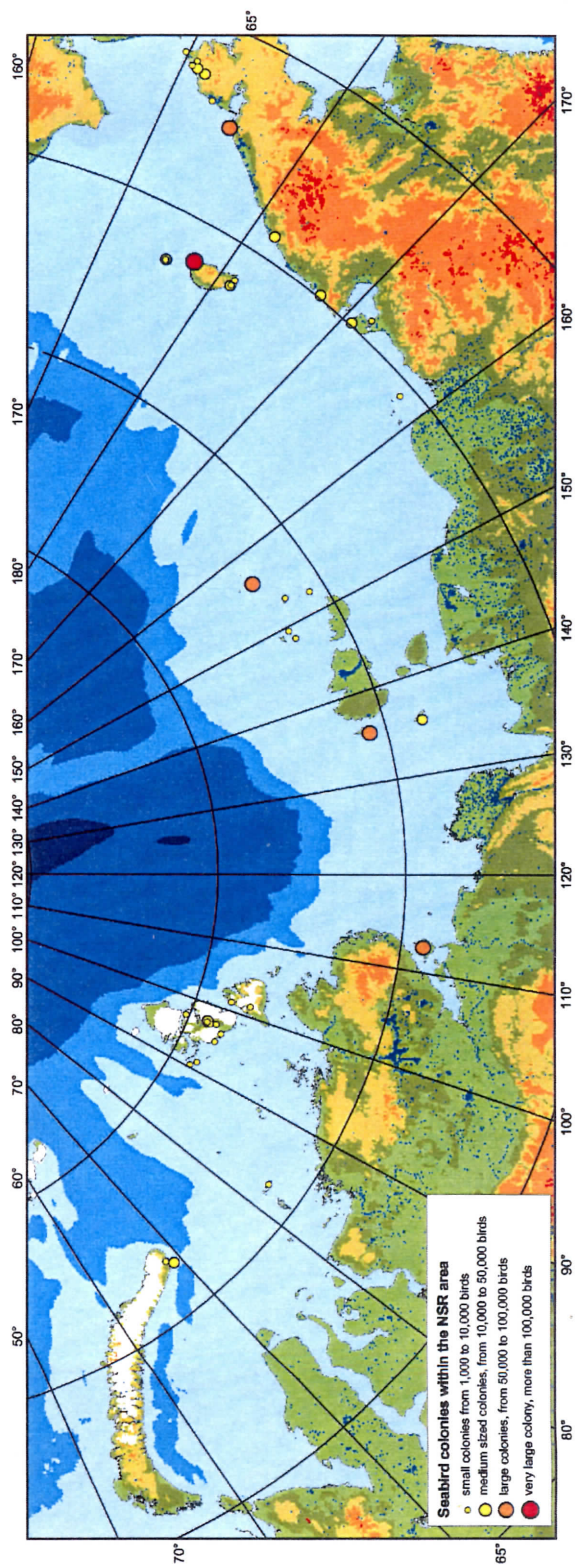 50° 60° 70° 80° 90° 100° 110° 120° 130° 140° 150° 160° 170° 180° 170° 160°
65°
70°
Seabird colonies within the NSR area
small colonies from 1,000 to 10,000 birds
medium sized colonies, from 10,000 to 50,000 birds
large colonies, from 50,000 to 100,000 birds
very large colony, more than 100,000 birds
65° 90° 100° 110° 120° 130° 140° 150° 160° 170°